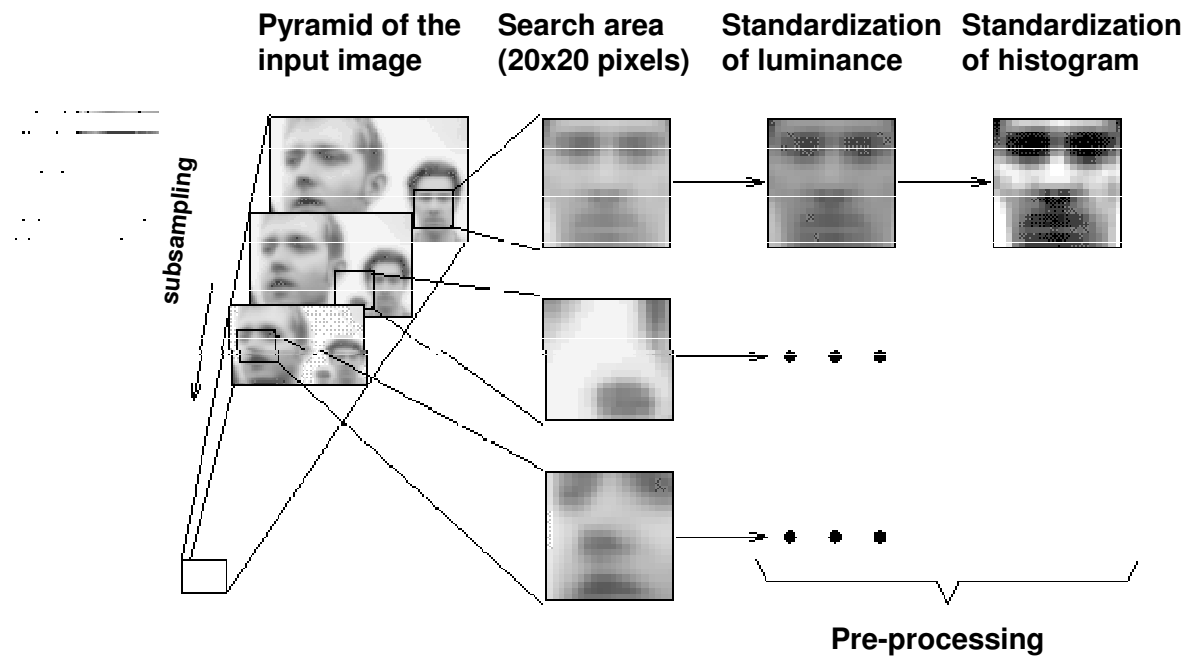 Pyramid of the
input image
Search area
(20x20 pixels)
Standardization
of luminance
Standardization
of histogram
subsampling
Pre-processing